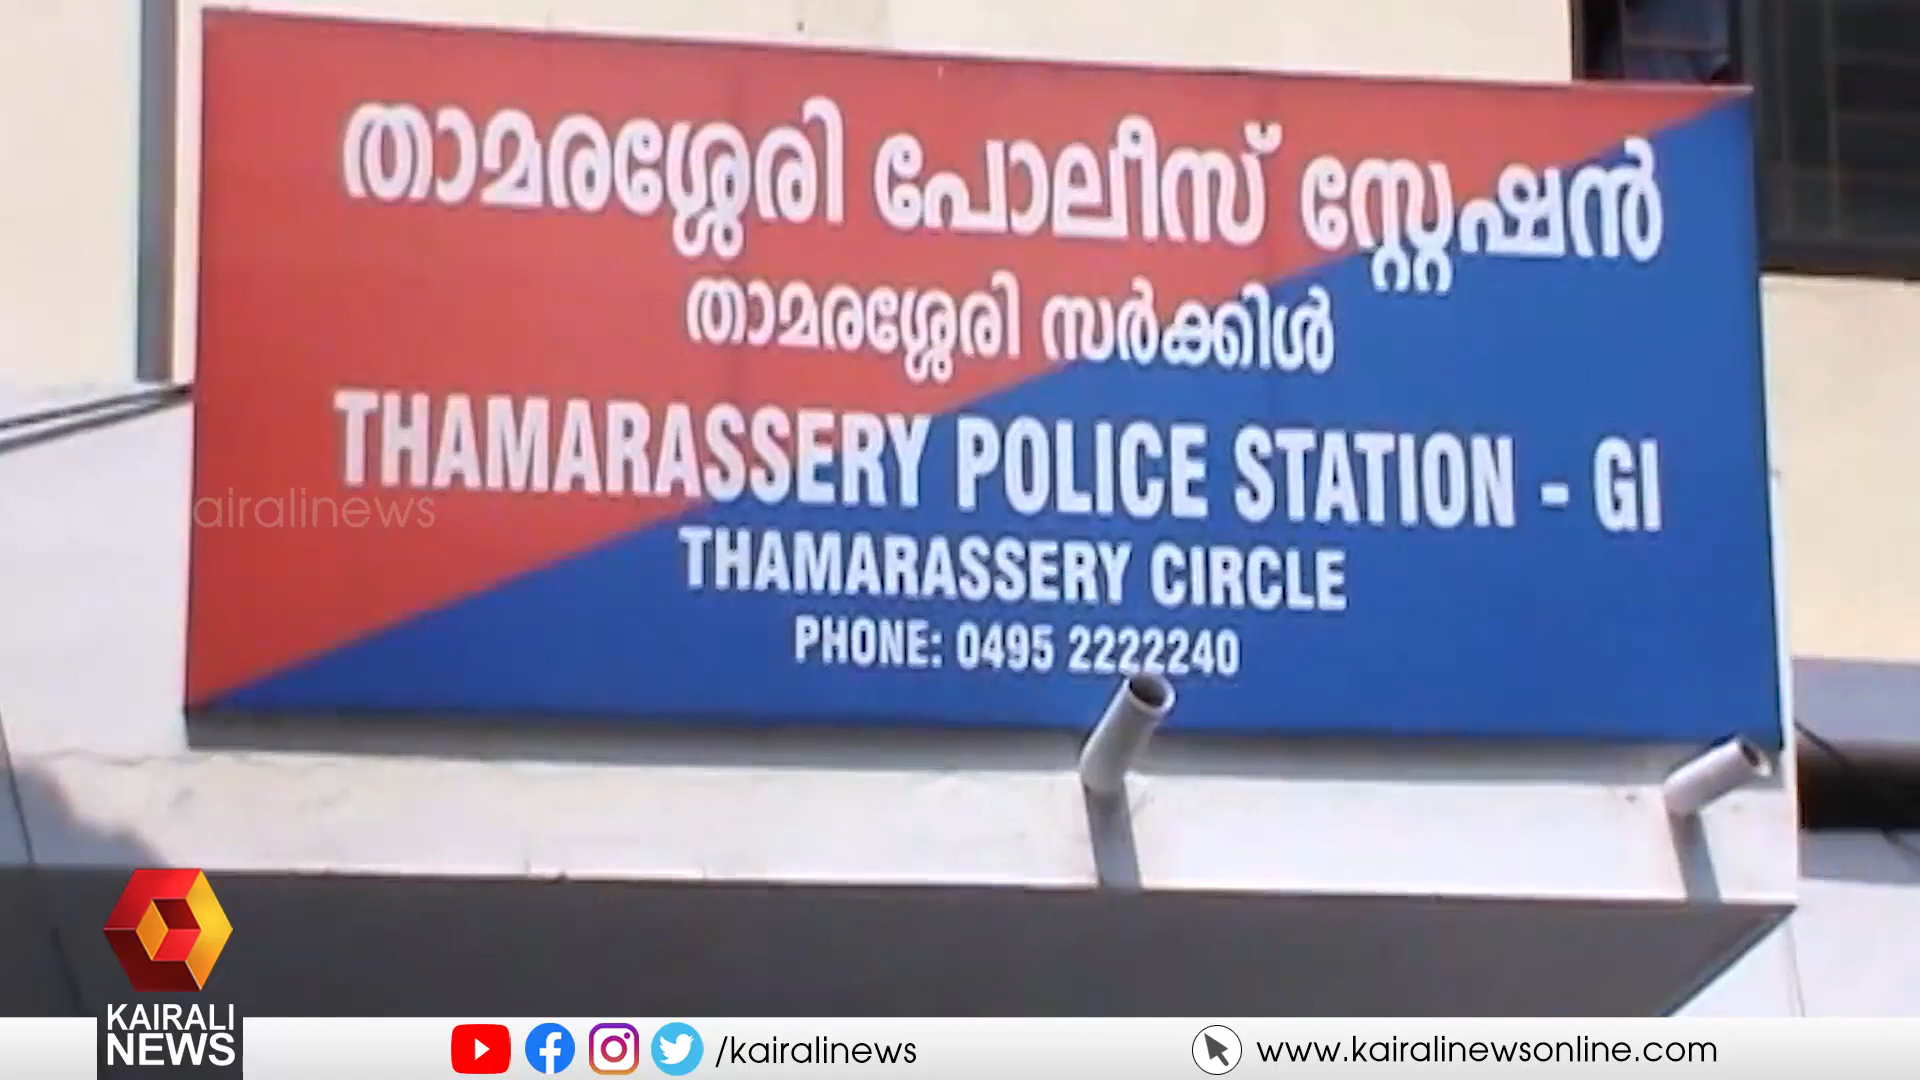 താമരശ്ശേരി പോലീസ് സ്റ്റേഷൻ
താമരശ്ശേരി സർക്കിൾ
THAMARASSERY POLICE STATION - GI
THAMARASSERY CIRCLE
PHONE: 0495 2222240
airalinews
KAIRALI
NEWS
/kairalinews
www.kairalinewsonline.com